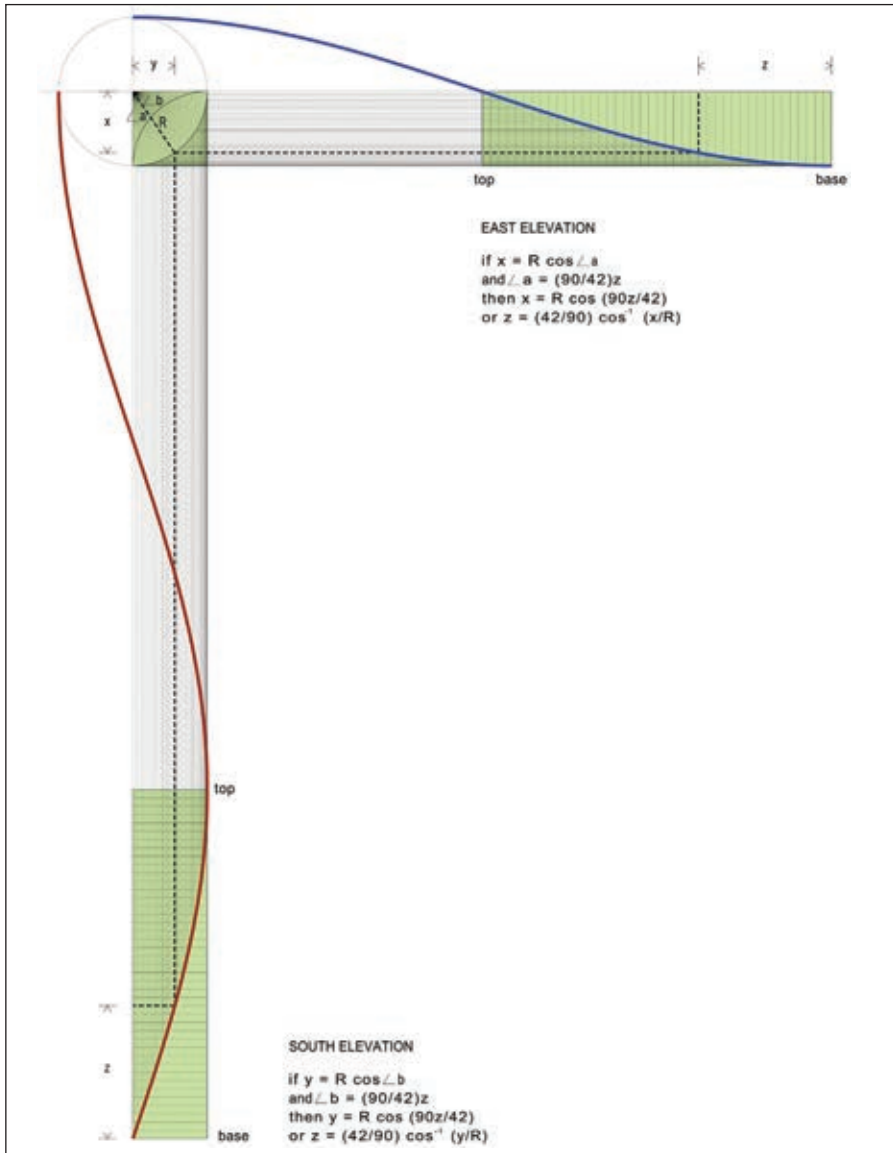 y
z
b
a
x
R
top
base
EAST ELEVATION
if x = R cos∠a
and∠a = (90/42)z
then x = R cos (90z/42)
or z = (42/90) cos⁻¹ (x/R)
top
z
SOUTH ELEVATION
if y = R cos∠b
and∠b = (90/42)z
then y = R cos (90z/42)
or z = (42/90) cos⁻¹ (y/R)
base